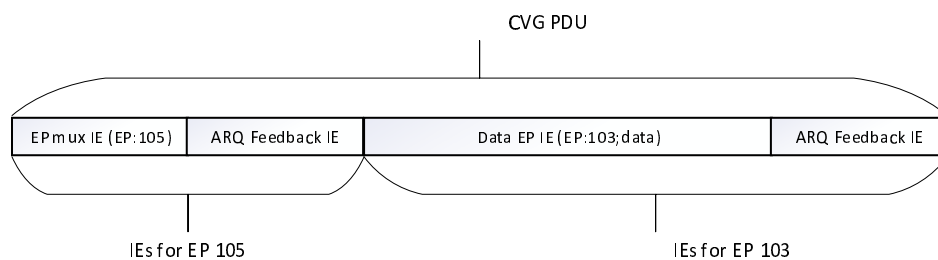 CVG PDU
EPmux IE (EP:105)
ARQ Feedback IE
Data EP IE (EP:103;data)
ARQ Feedback IE
IEs for EP 105
IEs for EP 103